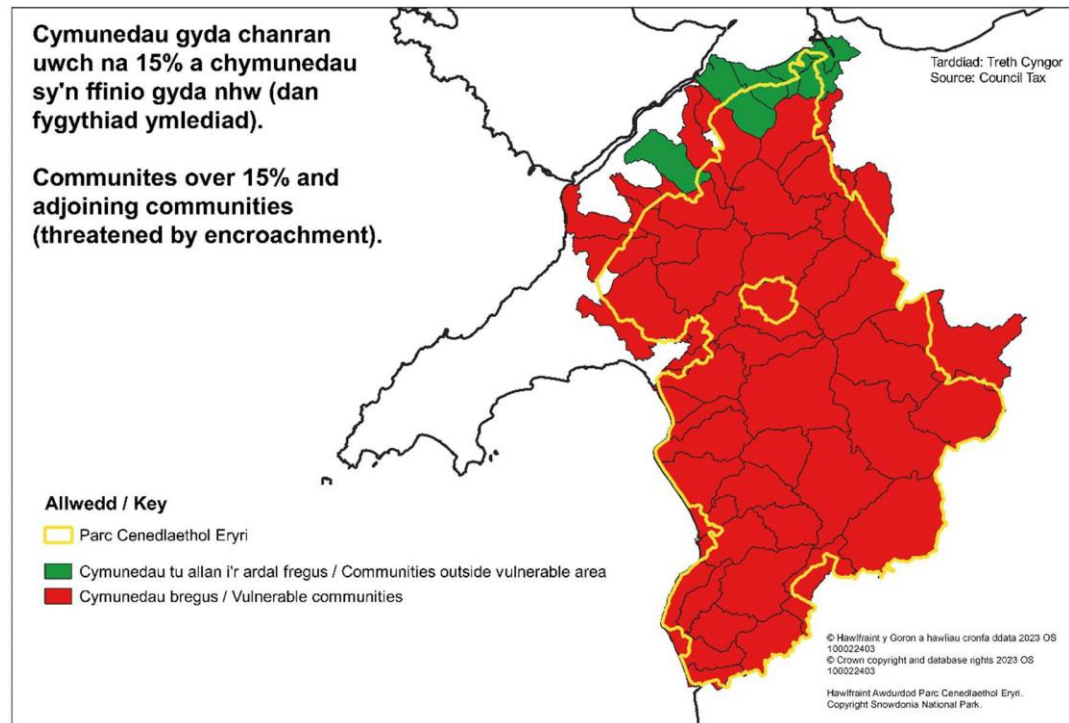 Cymunedau gyda chanran
uwch na 15% a chymunedau
sy'n ffinio gyda nhw (dan
fygythiad ymlediad).
Communites over 15% and
adjoining communities
(threatened by encroachment).
Tarddiad: Treth Cyngor
Source: Council Tax
Allwedd / Key
Parc Cenedlaethol Eryri
Cymunedau tu allan i'r ardal fregus / Communities outside vulnerable area
Cymunedau bregus / Vulnerable communities
© Hawlfraint y Goron a hawliau cronfa ddata 2023 OS
100022403
© Crown copyright and database rights 2023 OS
100022403
Hawlfraint Awdurdod Parc Cenedlaethol Eryri.
Copyright Snowdonia National Park.